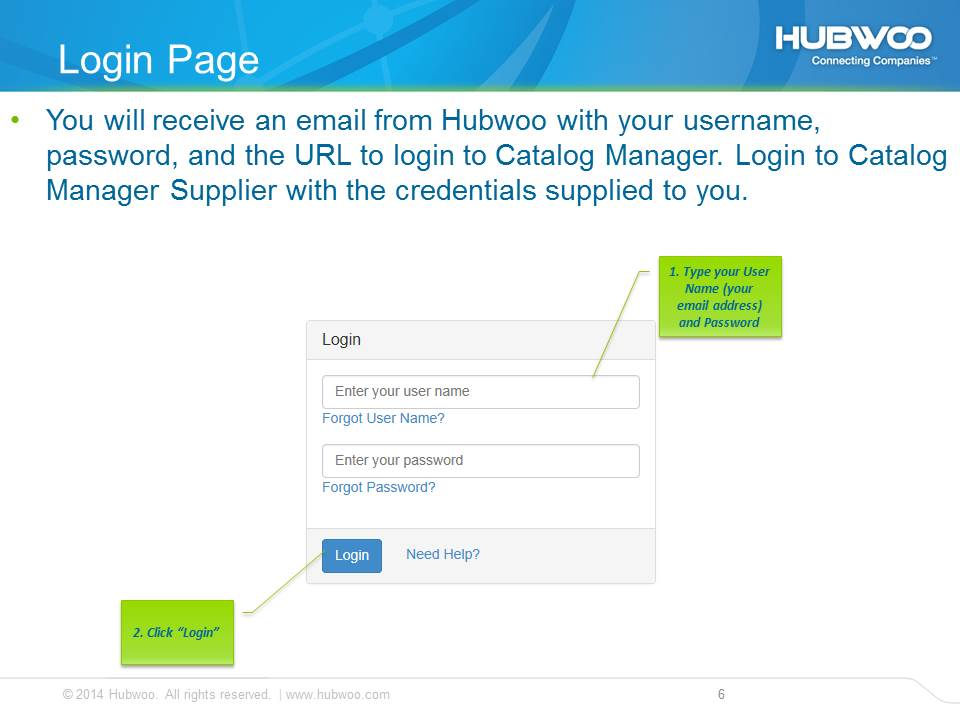 Login Page
HUBWOO
Connecting Companies™
• You will receive an email from Hubwoo with your username,
password, and the URL to login to Catalog Manager. Login to Catalog
Manager Supplier with the credentials supplied to you.
1. Type your User
Name (your
email address)
and Password
Login
Enter your user name
Forgot User Name?
Enter your password
Forgot Password?
Login Need Help?
2. Click “Login”
© 2014 Hubwoo. All rights reserved. | www.hubwoo.com 6